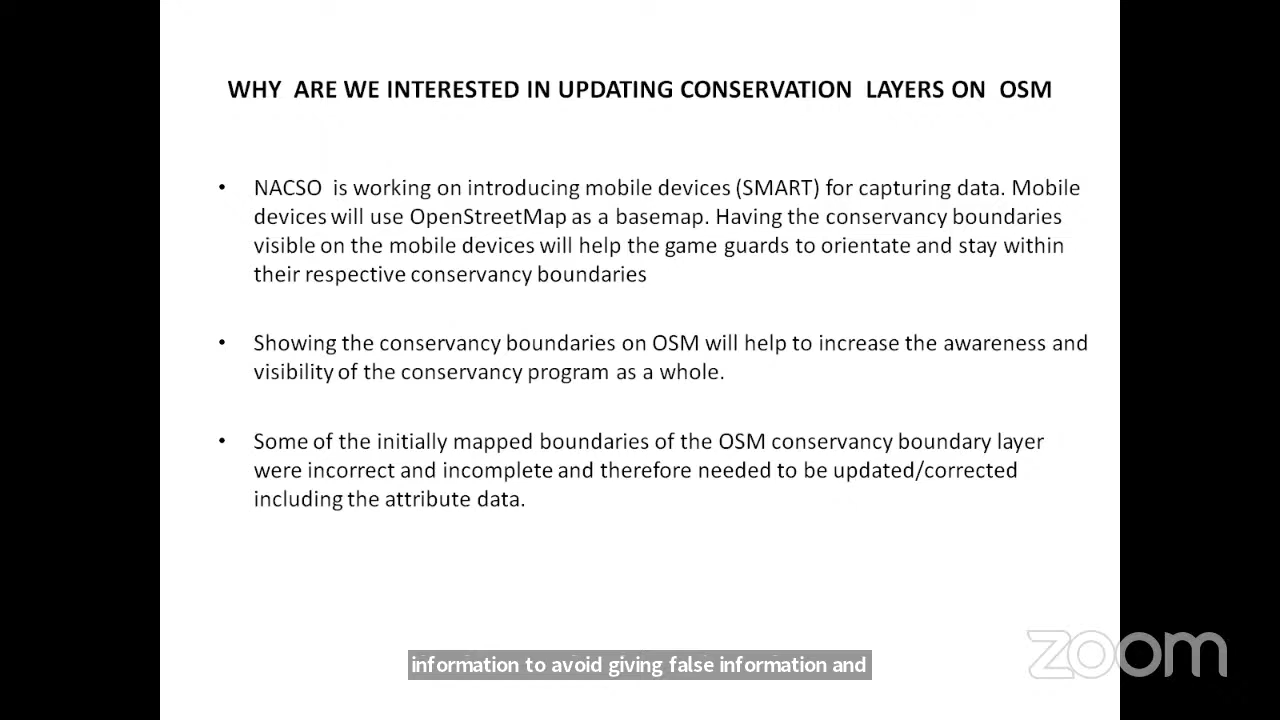 WHY ARE WE INTERESTED IN UPDATING CONSERVATION LAYERS ON OSM
• NACSO is working on introducing mobile devices (SMART) for capturing data. Mobile
devices will use OpenStreetMap as a basemap. Having the conservancy boundaries
visible on the mobile devices will help the game guards to orientate and stay within
their respective conservancy boundaries
• Showing the conservancy boundaries on OSM will help to increase the awareness and
visibility of the conservancy program as a whole.
• Some of the initially mapped boundaries of the OSM conservancy boundary layer
were incorrect and incomplete and therefore needed to be updated/corrected
including the attribute data.
information to avoid giving false information and
zoom